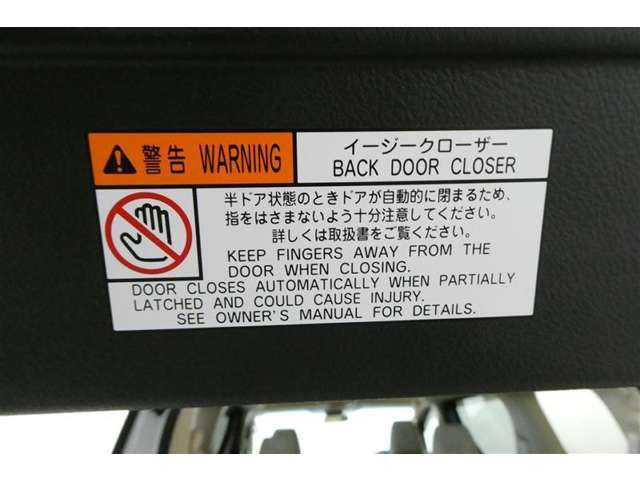 警告 WARNING
イージークローザー
BACK DOOR CLOSER
半ドア状態のときドアが自動的に閉まるため、
指をはさまないよう十分注意してください。
詳しくは取扱書をご覧ください。
KEEP FINGERS AWAY FROM THE
DOOR WHEN CLOSING.
DOOR CLOSES AUTOMATICALLY WHEN PARTIALLY
LATCHED AND COULD CAUSE INJURY.
SEE OWNER'S MANUAL FOR DETAILS.